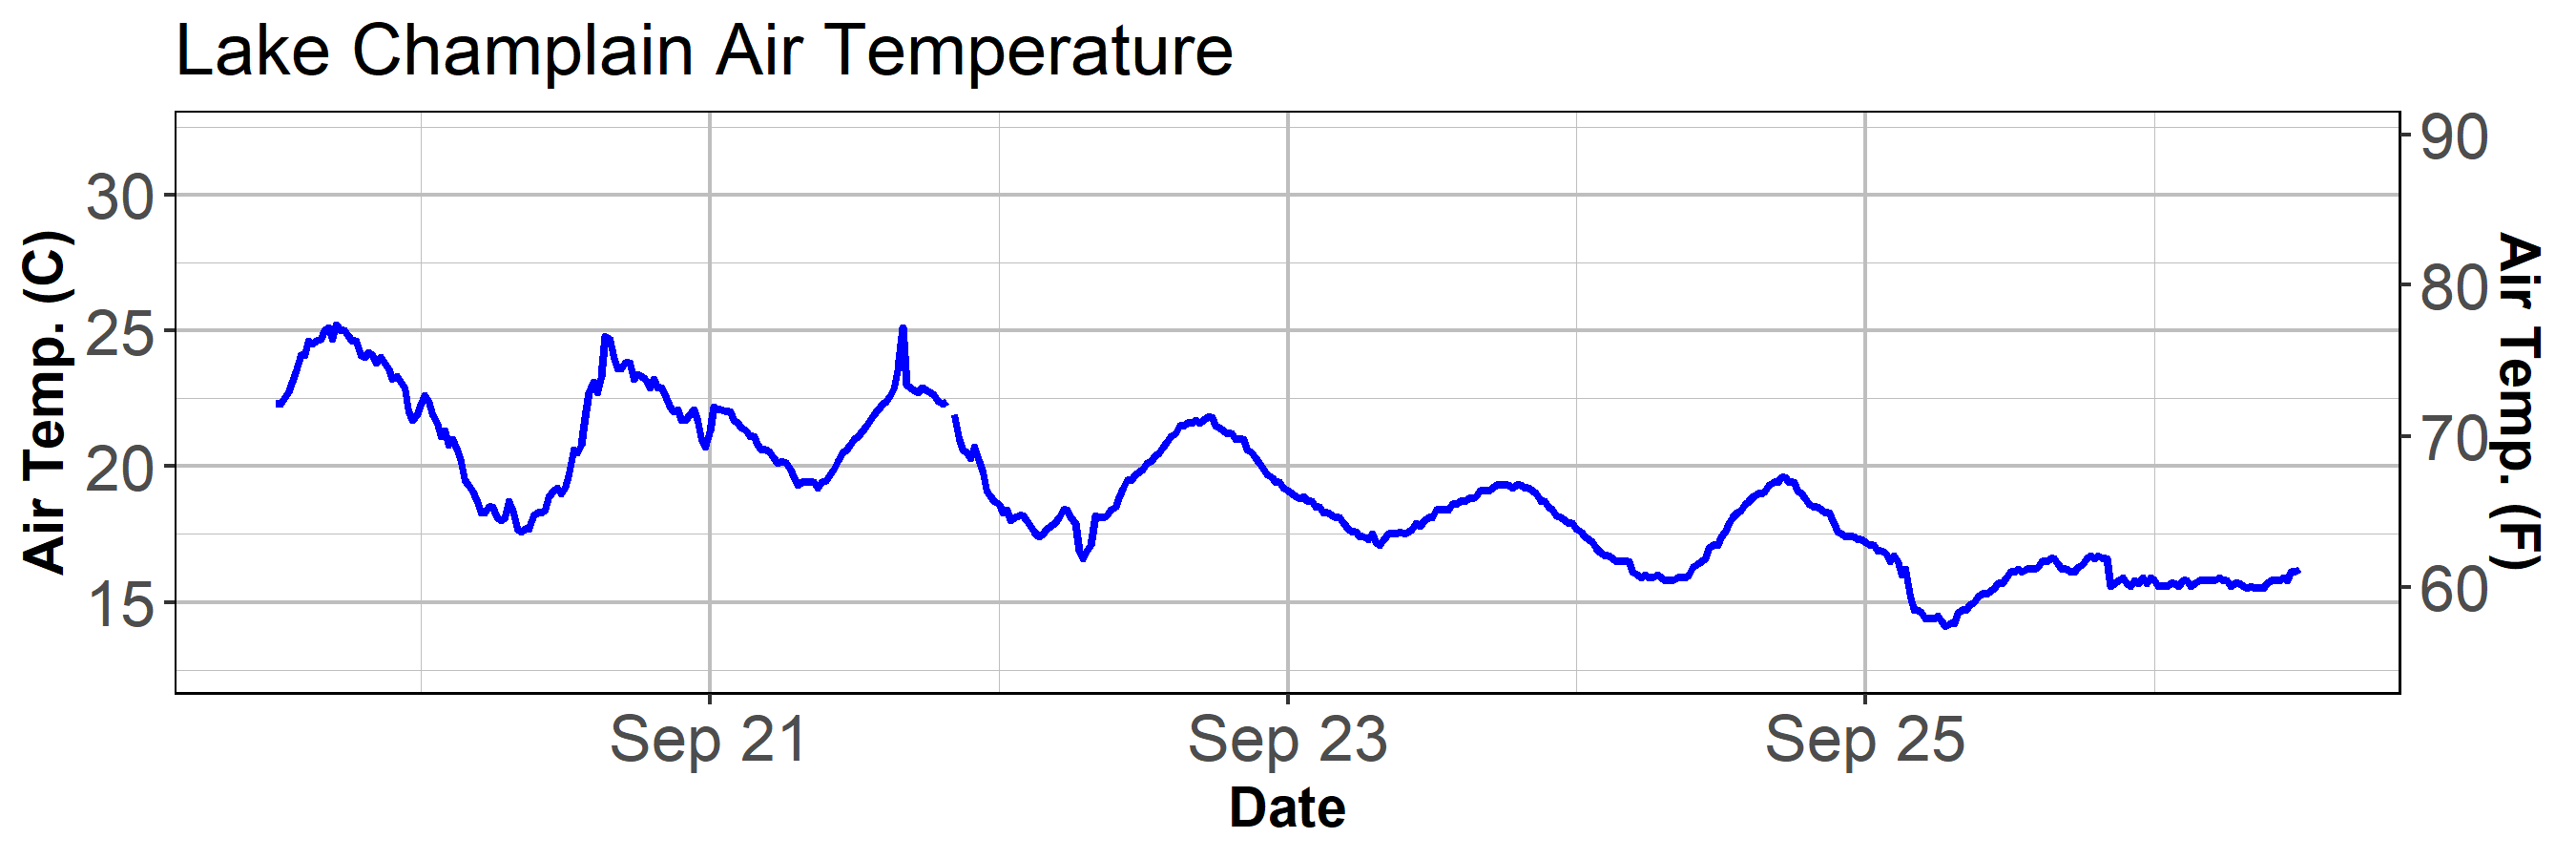 Lake Champlain Air Temperature
Air Temp. (C)
30
25
20
15
90
80
70
60
Air Temp. (F)
Sep 21
Sep 23
Sep 25
Date